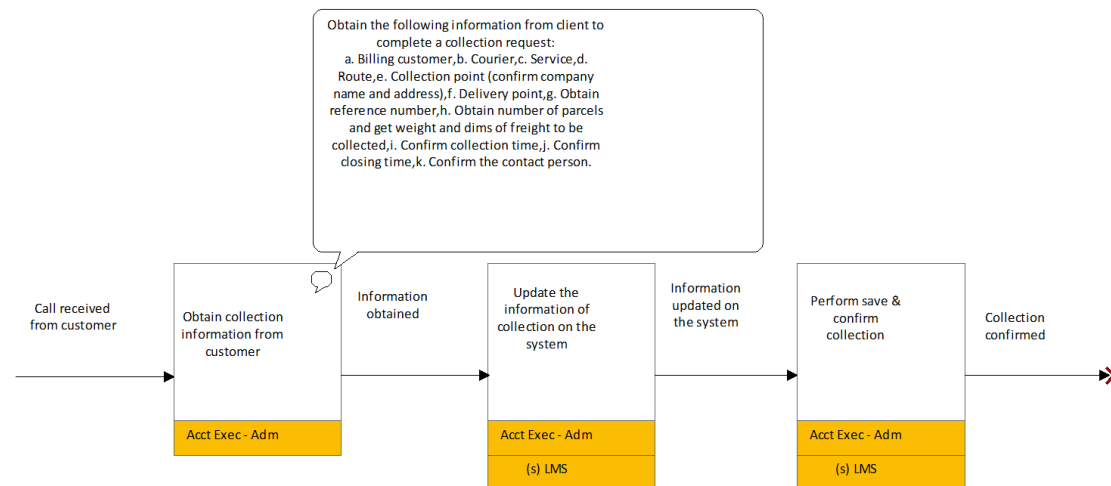 Obtain the following information from client to
complete a collection request:
a. Billing customer,b. Courier,c. Service,d.
Route,e. Collection point (confirm company
name and address),f. Delivery point,g. Obtain
reference number,h. Obtain number of parcels
and get weight and dims of freight to be
collected,i. Confirm collection time,j. Confirm
closing time,k. Confirm the contact person.
Call received
from customer
Obtain collection
information from
customer
Acct Exec - Adm
Information
obtained
Update the
information of
collection on the
system
Acct Exec - Adm
(s) LMS
Information
updated on
the system
Perform save &
confirm
collection
Acct Exec - Adm
(s) LMS
Collection
confirmed